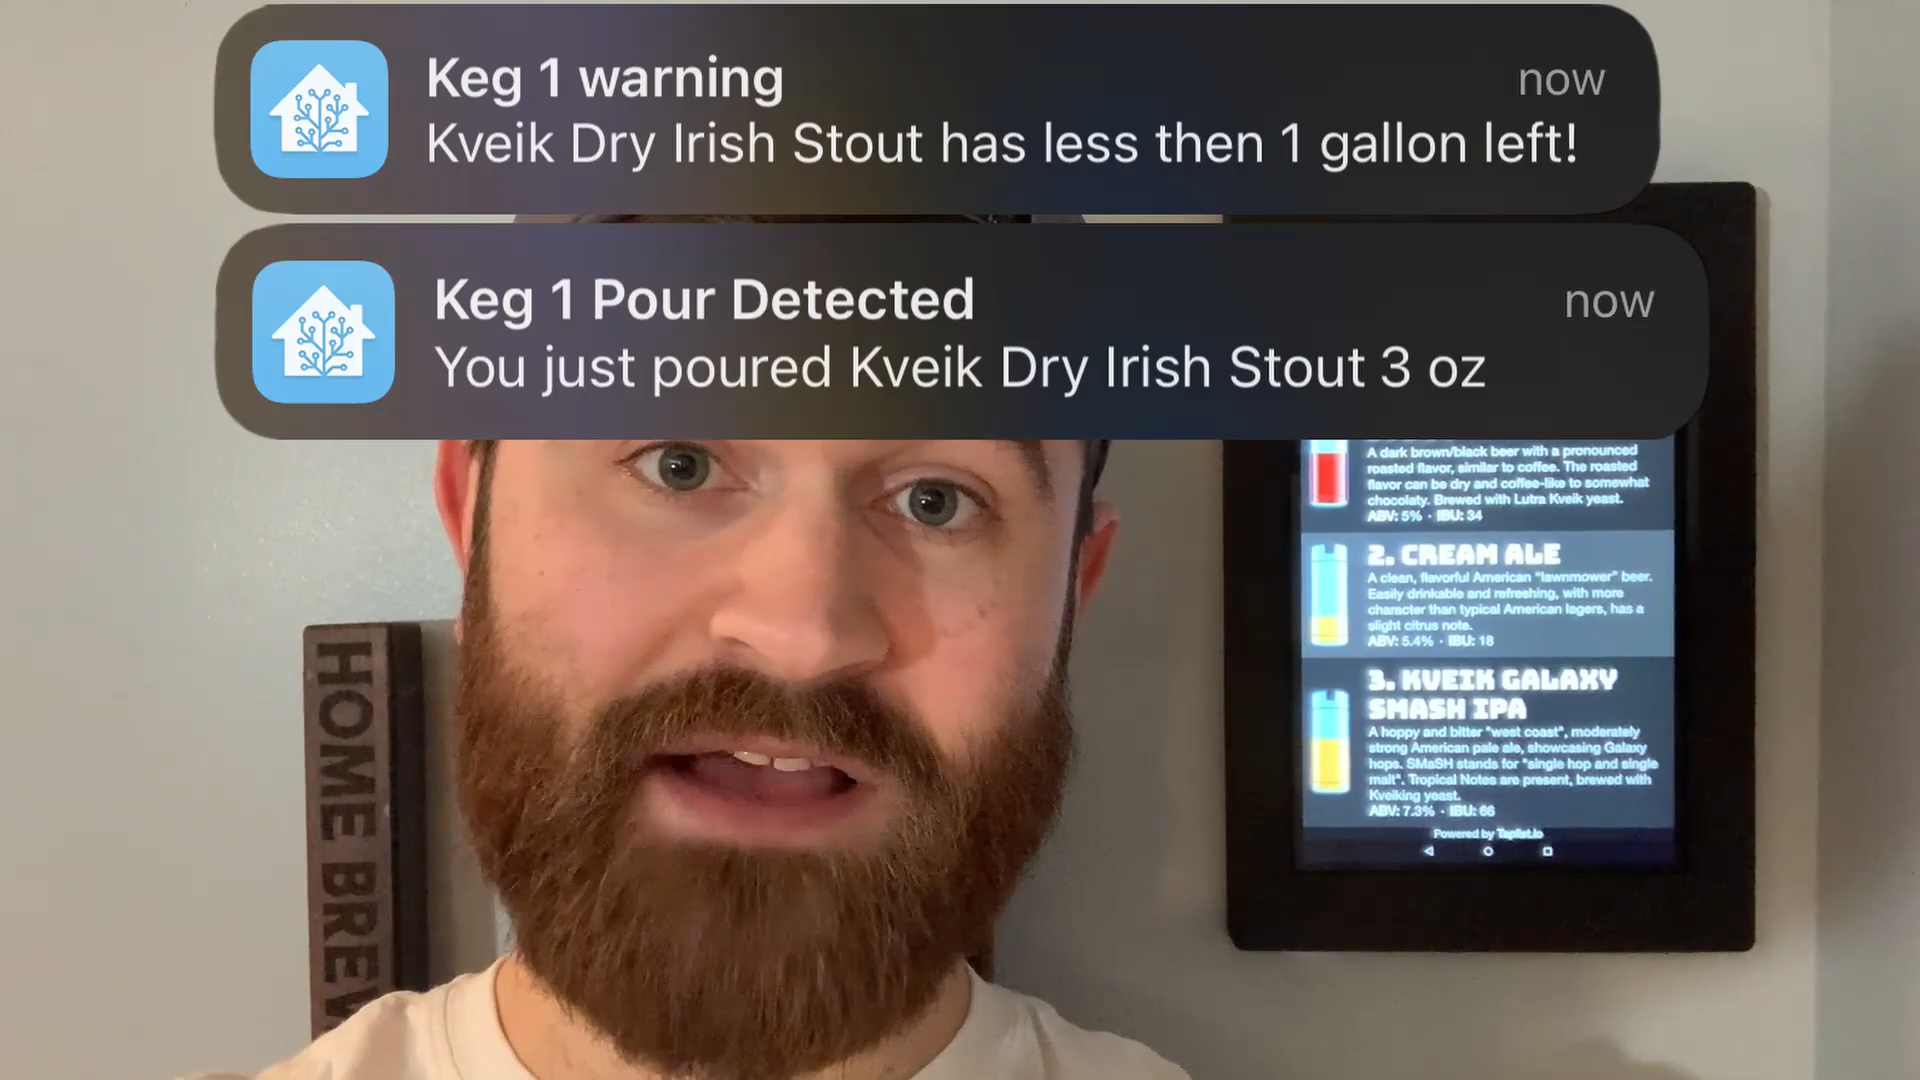 Keg 1 warning
now
Kveik Dry Irish Stout has less then 1 gallon left!
Keg 1 Pour Detected
now
You just poured Kveik Dry Irish Stout 3 oz
A dark brown/black beer with a pronounced
roasted flavor, similar to coffee. The roasted
flavor can be dry and coffee-like to somewhat
chocolaty. Brewed with Lutra Kveik yeast.
ABV: 5% · IBU: 34
2. CREAM ALE
A clean, flavorful American "lawnmower" beer.
Easily drinkable and refreshing, with more
character than typical American lagers, has a
slight citrus note.
ABV: 5.4% · IBU: 18
3. KVEIK GALAXY
SMASH IPA
A hoppy and bitter "west coast", moderately
strong American pale ale, showcasing Galaxy
hops. SMaSH stands for "single hop and single
malt". Tropical Notes are present, brewed with
Kveiking yeast.
ABV: 7.3% · IBU: 66
Powered by Taplist.io
HOME BREW